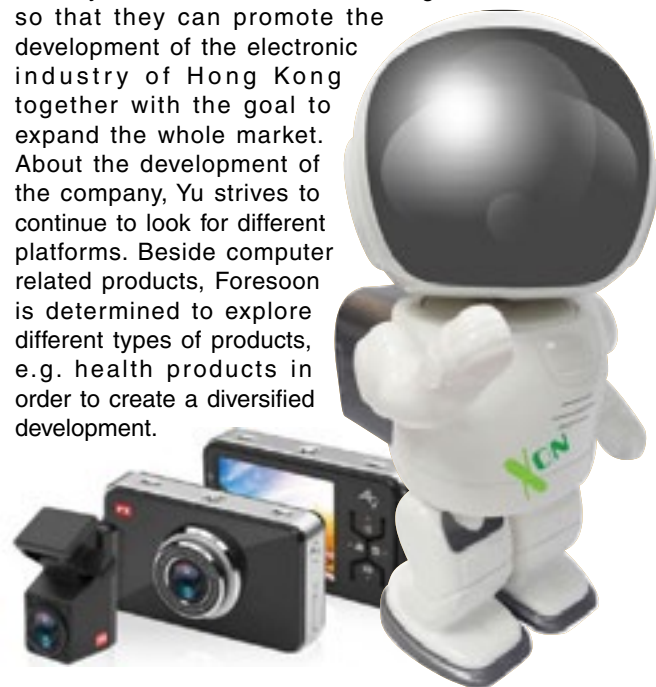 so that they can promote the
development of the electronic
industry of Hong Kong
together with the goal to
expand the whole market.
About the development of
the company, Yu strives to
continue to look for different
platforms. Beside computer
related products, Foresoon
is determined to explore
different types of products,
e.g. health products in
order to create a diversified
development.
XON